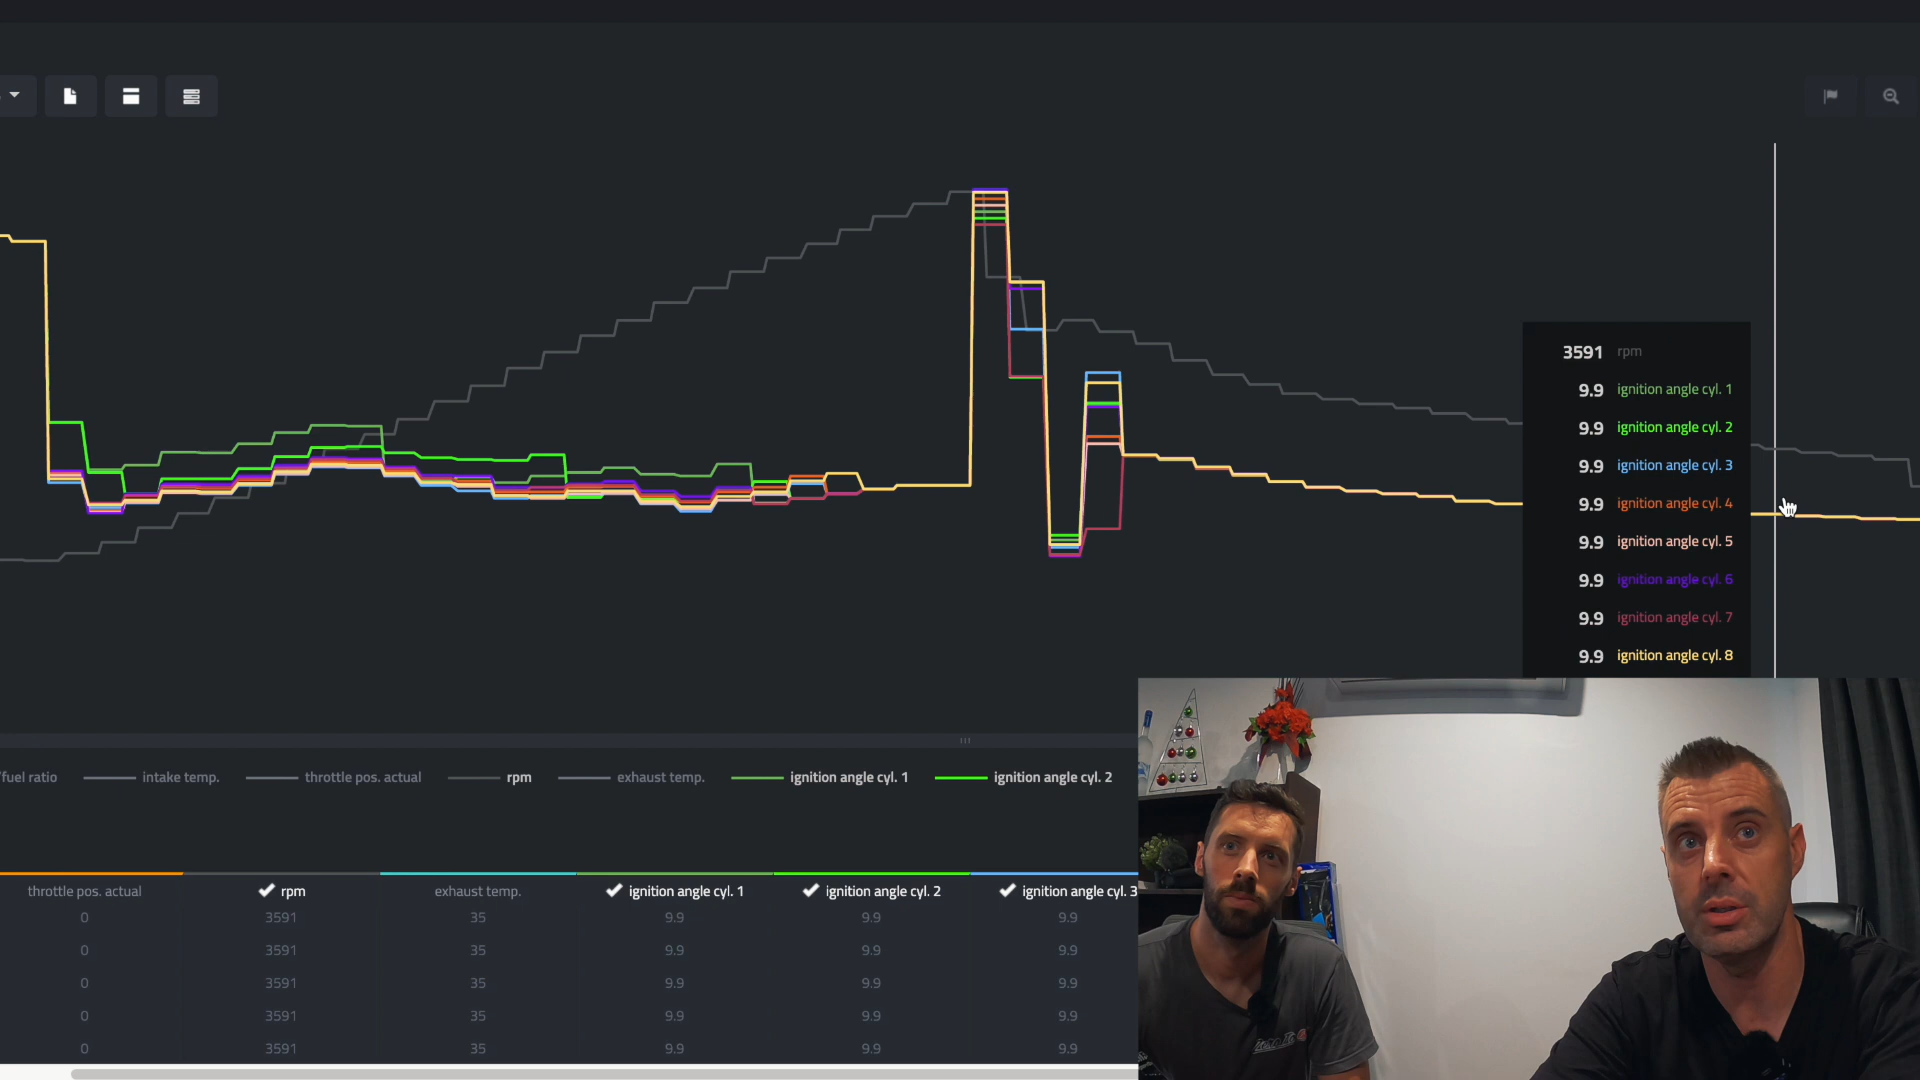 3591 rpm
9.9 ignition angle cyl. 1
9.9 ignition angle cyl. 2
9.9 ignition angle cyl. 3
9.9 ignition angle cyl. 4
9.9 ignition angle cyl. 5
9.9 ignition angle cyl. 6
9.9 ignition angle cyl. 7
9.9 ignition angle cyl. 8
/fuel ratio intake temp. throttle pos. actual rpm exhaust temp. ignition angle cyl. 1 ignition angle cyl. 2
throttle pos. actual rpm exhaust temp. ignition angle cyl. 1 ignition angle cyl. 2 ignition angle cyl. 3
0 3591 35 9.9 9.9 9.9
0 3591 35 9.9 9.9 9.9
0 3591 35 9.9 9.9 9.9
0 3591 35 9.9 9.9 9.9
0 3591 35 9.9 9.9 9.9